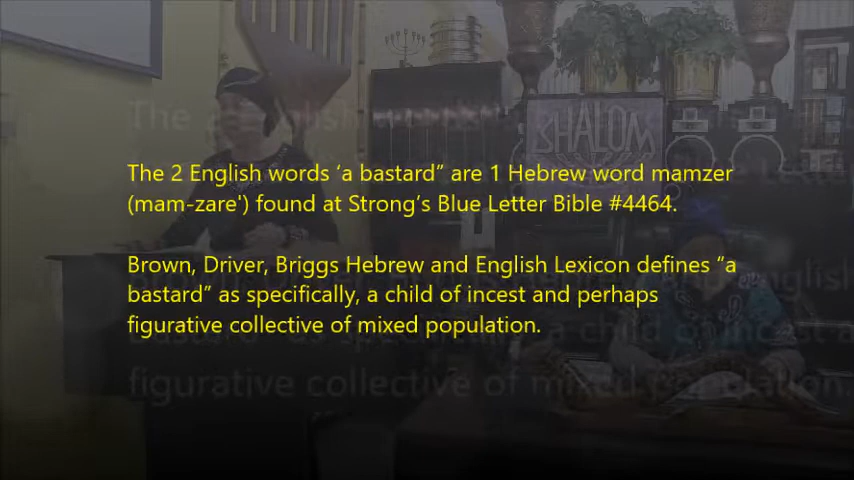 SHALOM
The 2 English words ‘a bastard” are 1 Hebrew word mamzer
(mam-zare') found at Strong’s Blue Letter Bible #4464.
Brown, Driver, Briggs Hebrew and English Lexicon defines “a
bastard” as specifically, a child of incest and perhaps
figurative collective of mixed population.